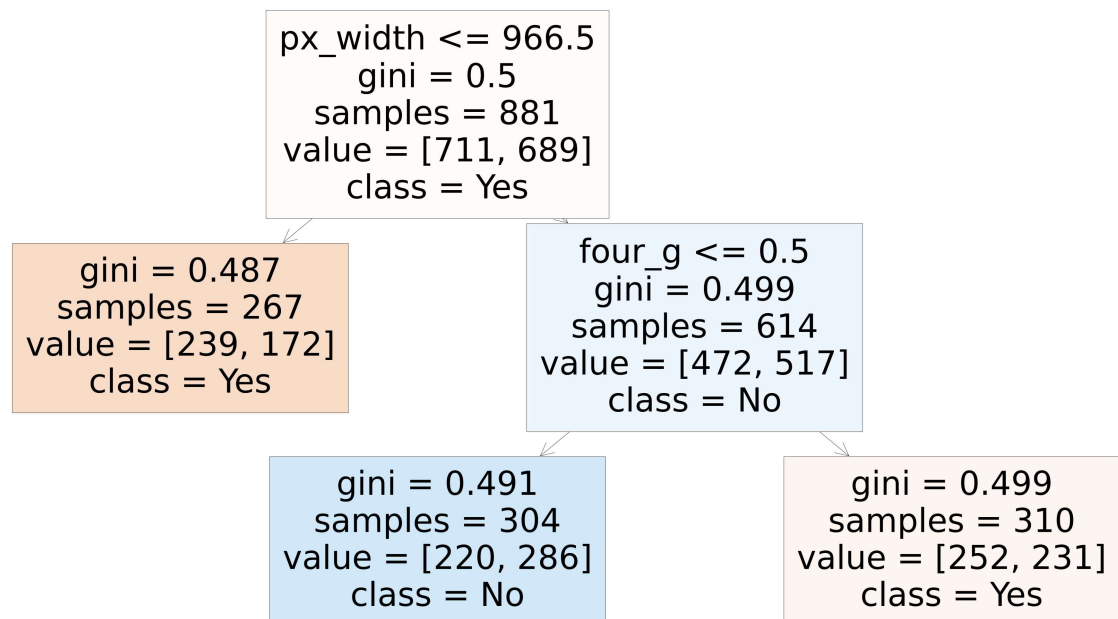 px_width <= 966.5
gini = 0.5
samples = 881
value = [711, 689]
class = Yes
gini = 0.487
samples = 267
value = [239, 172]
class = Yes
four_g <= 0.5
gini = 0.499
samples = 614
value = [472, 517]
class = No
gini = 0.491
samples = 304
value = [220, 286]
class = No
gini = 0.499
samples = 310
value = [252, 231]
class = Yes